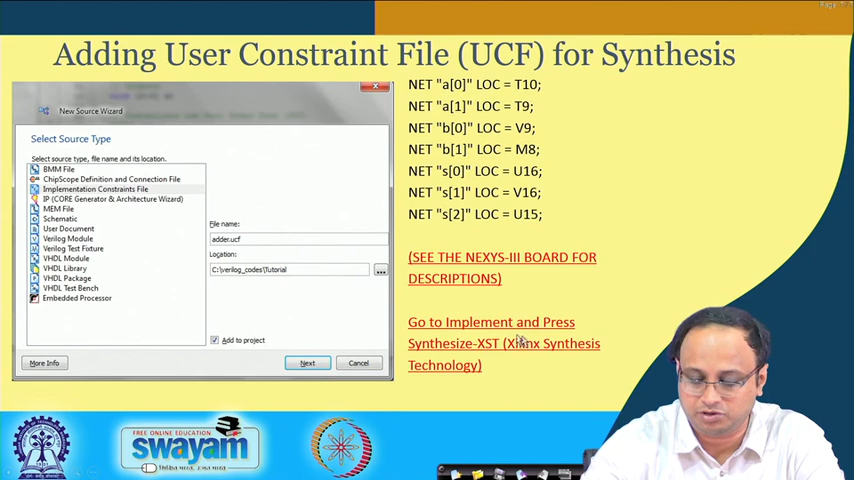 Adding User Constraint File (UCF) for Synthesis
New Source Wizard
Select Source Type
Select source type, file name and its location.
BMM File
ChipScope Definition and Connection File
Implementation Constraints File
IP (CORE Generator & Architecture Wizard)
MEM File
Schematic
User Document
Verilog Module
Verilog Test Fixture
VHDL Module
VHDL Library
VHDL Package
VHDL Test Bench
Embedded Processor
File name:
adder.ucf
Location:
C:\verilog_codes\Tutorial
...
Add to project
More Info
Next
Cancel
NET "a[0]" LOC = T10;
NET "a[1]" LOC = T9;
NET "b[0]" LOC = V9;
NET "b[1]" LOC = M8;
NET "s[0]" LOC = U16;
NET "s[1]" LOC = V16;
NET "s[2]" LOC = U15;
(SEE THE NEXYS-III BOARD FOR
DESCRIPTIONS)
Go to Implement and Press
Synthesize-XST (Xilinx Synthesis
Technology)
FREE ONLINE EDUCATION
swayam